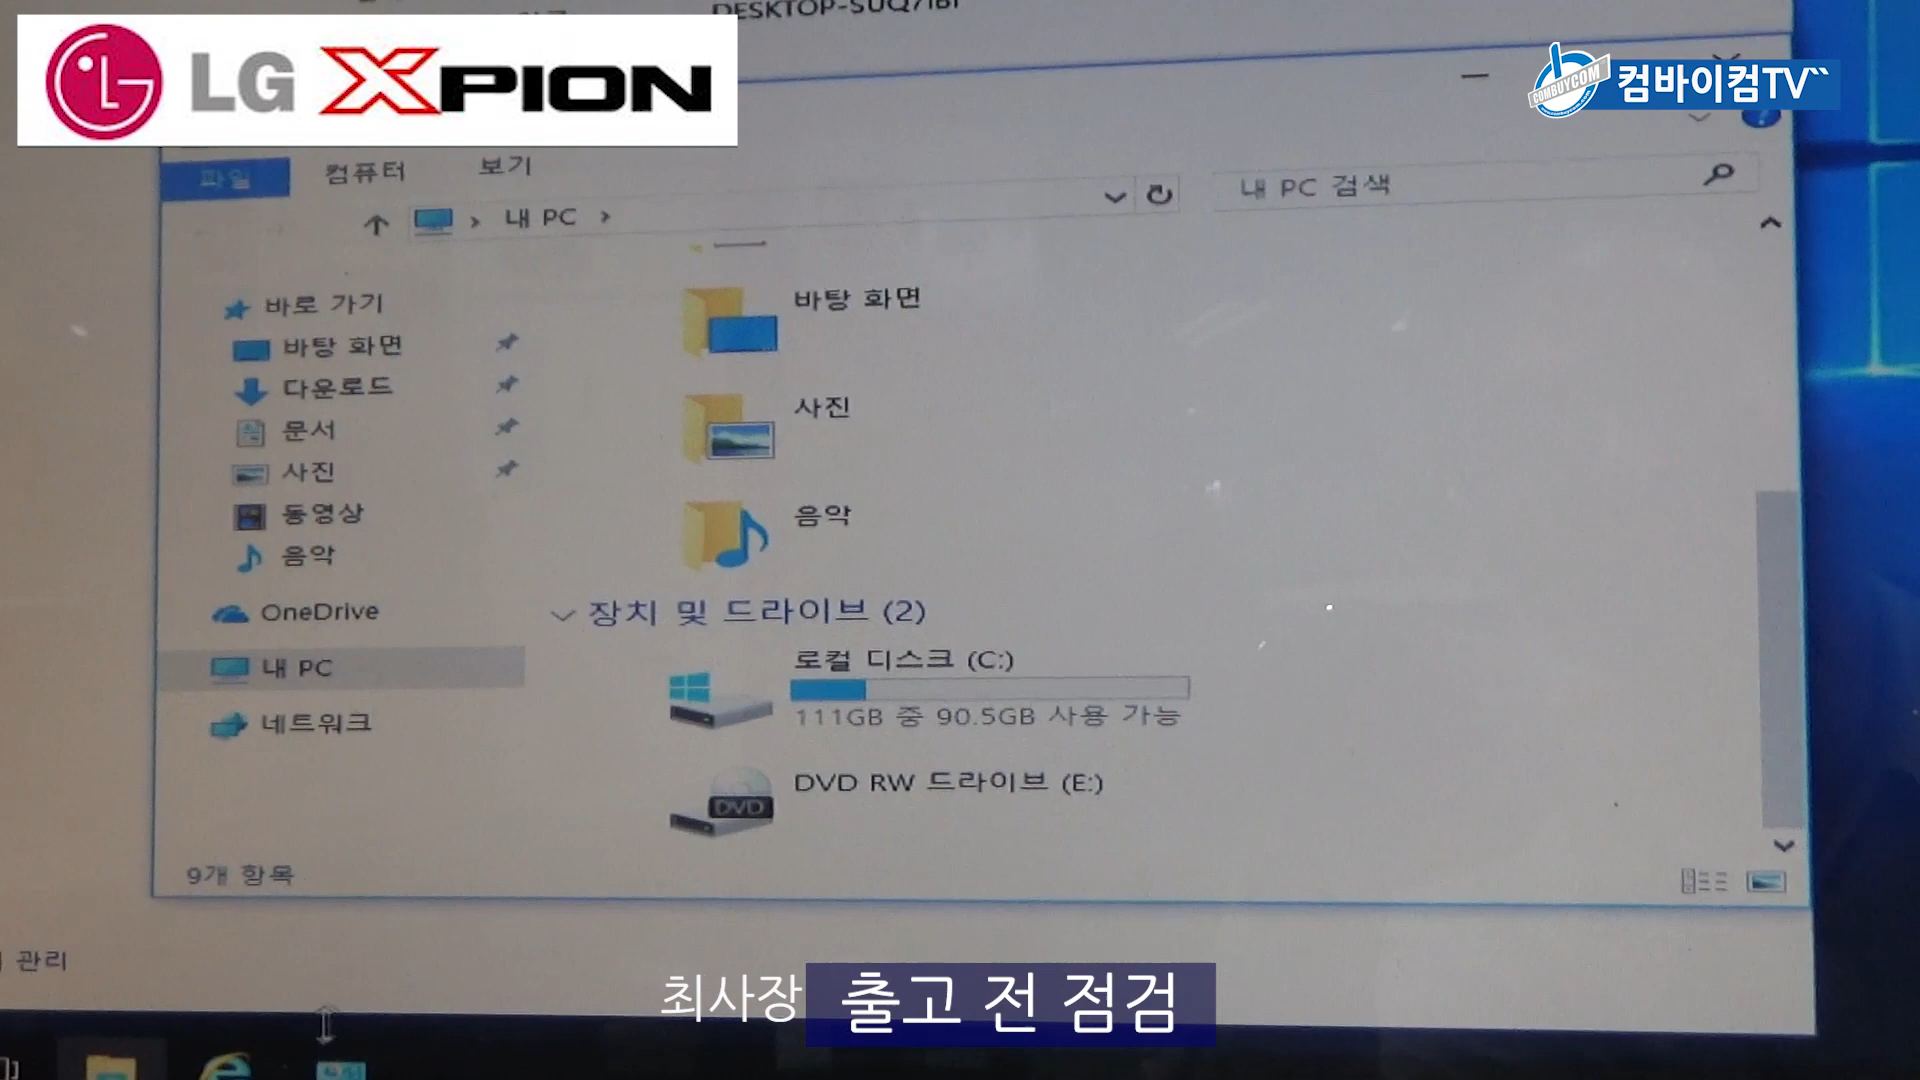 LG XPION
COMBUYCOM
컴바이컴TV
파일
컴퓨터
보기
내 PC
내 PC 검색
바로 가기
바탕 화면
다운로드
문서
사진
동영상
음악
OneDrive
내 PC
네트워크
바탕 화면
사진
음악
장치 및 드라이브 (2)
로컬 디스크 (C:)
111GB 중 90.5GB 사용 가능
DVD RW 드라이브 (E:)
DVD
9개 항목
관리
최사장 출고 전 점검